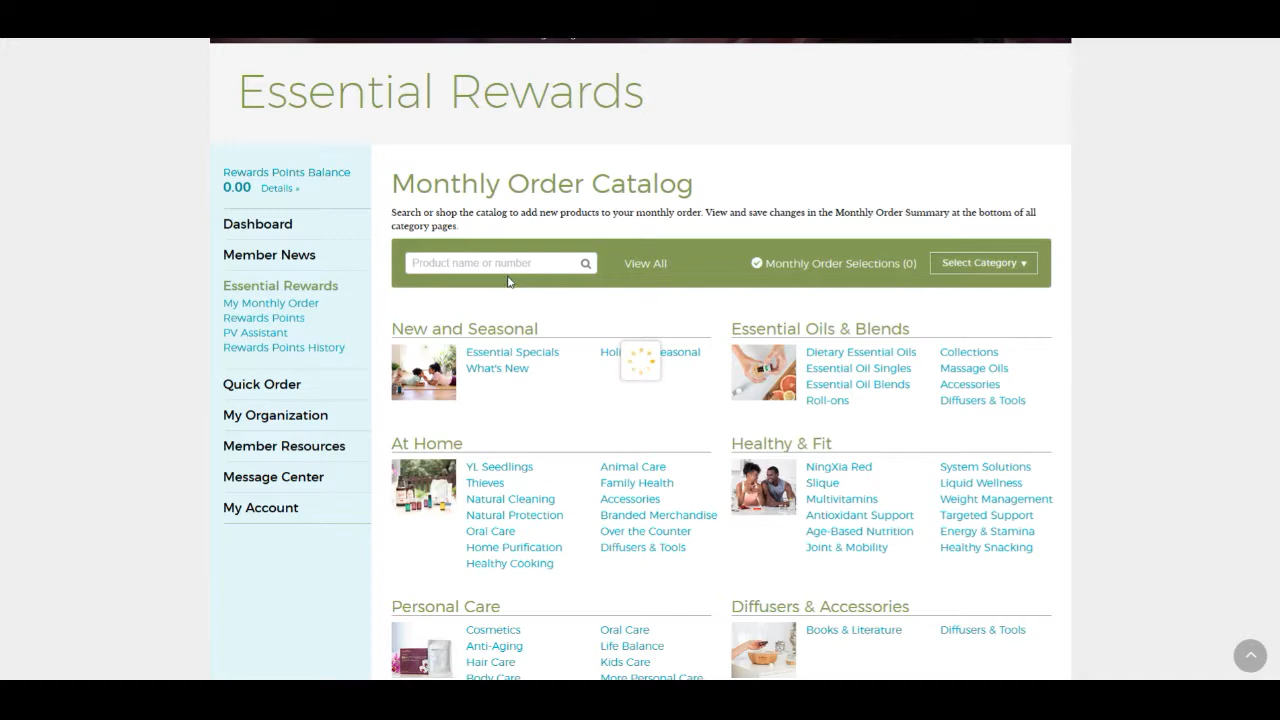 Essential Rewards
Rewards Points Balance
0.00 Details »
Dashboard
Member News
Essential Rewards
My Monthly Order
Rewards Points
PV Assistant
Rewards Points History
Quick Order
My Organization
Member Resources
Message Center
My Account
Monthly Order Catalog
Search or shop the catalog to add new products to your monthly order. View and save changes in the Monthly Order Summary at the bottom of all
category pages.
Product name or number
View All
Monthly Order Selections (0)
Select Category ▾
New and Seasonal
Essential Specials
What's New
Essential Oils & Blends
Dietary Essential Oils
Essential Oil Singles
Essential Oil Blends
Roll-ons
Collections
Massage Oils
Accessories
Diffusers & Tools
At Home
YL Seedlings
Thieves
Natural Cleaning
Natural Protection
Oral Care
Home Purification
Healthy Cooking
Animal Care
Family Health
Accessories
Branded Merchandise
Over the Counter
Diffusers & Tools
Healthy & Fit
NingXia Red
Slique
Multivitamins
Antioxidant Support
Age-Based Nutrition
Joint & Mobility
System Solutions
Liquid Wellness
Weight Management
Targeted Support
Energy & Stamina
Healthy Snacking
Personal Care
Cosmetics
Anti-Aging
Hair Care
Body Care
Oral Care
Life Balance
Kids Care
More Personal Care
Diffusers & Accessories
Books & Literature
Diffusers & Tools